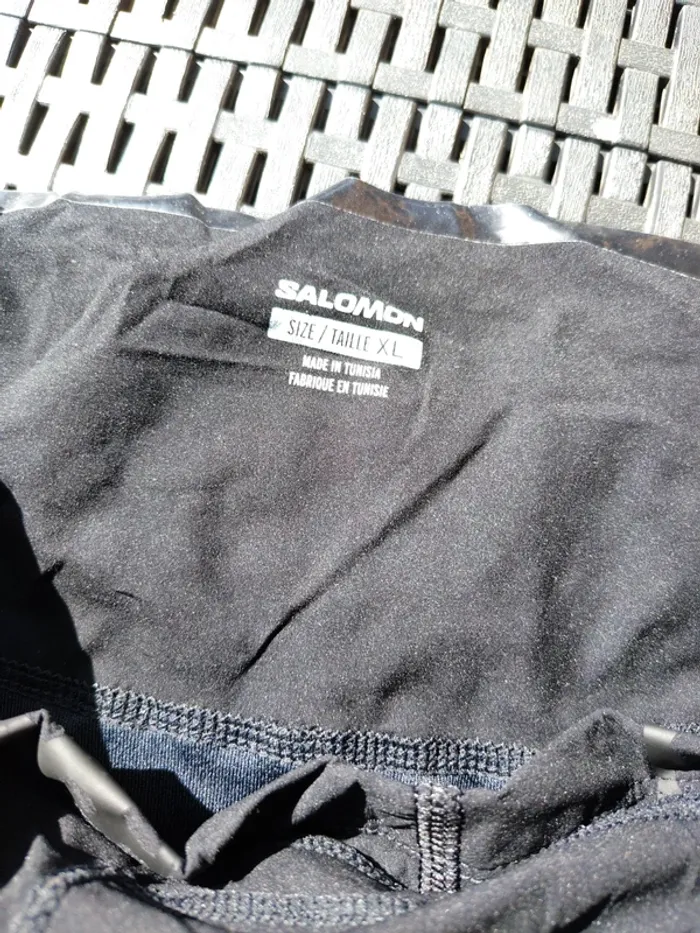 SALOMON
SIZE / TAILLE XL
MADE IN TUNISIA
FABRIQUE EN TUNISIE